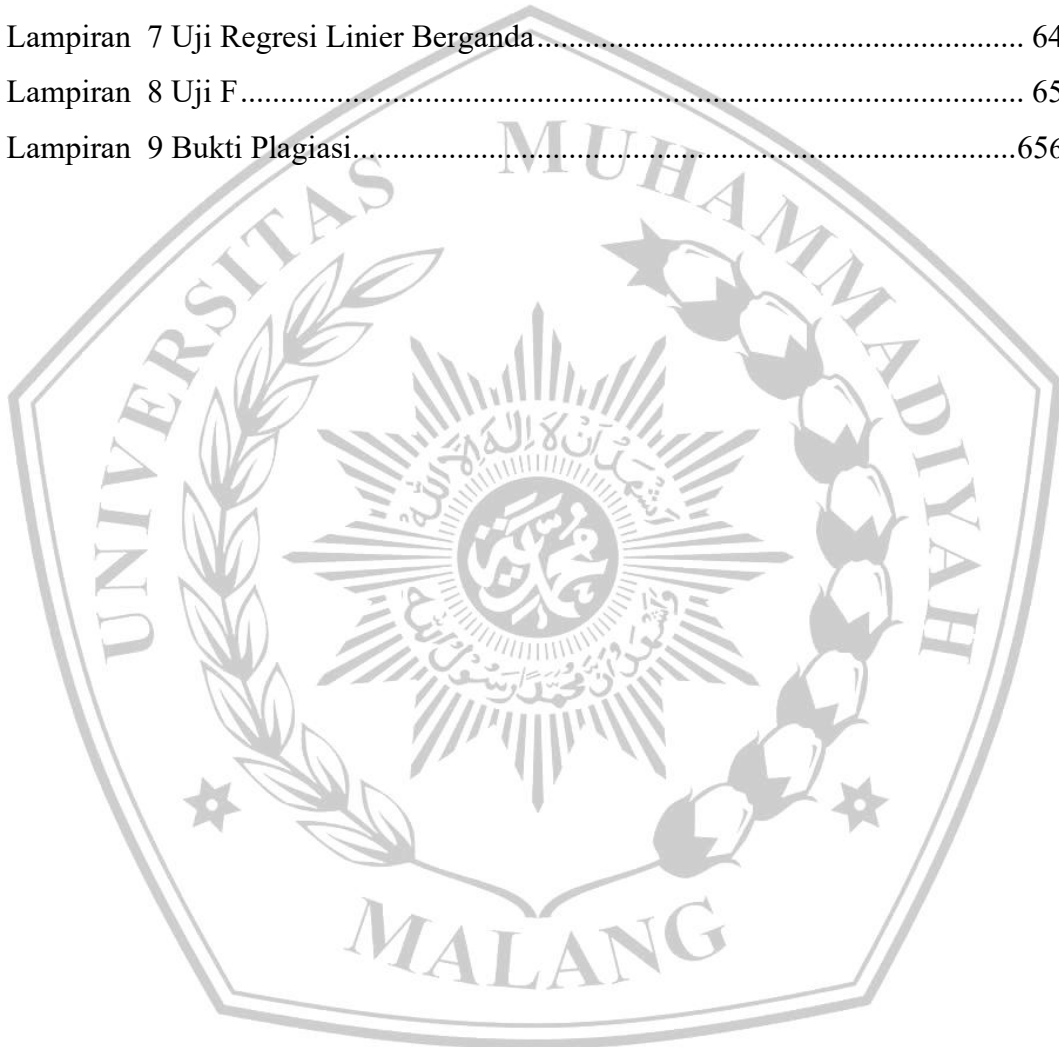 Lampiran  7 Uji Regresi Linier Berganda.................................................................. 64
Lampiran  8 Uji F.......................................................................................................... 65
Lampiran  9 Bukti Plagiasi.........................................................................................656
UNIVERSITAS MUHAMMADIYAH
MALANG